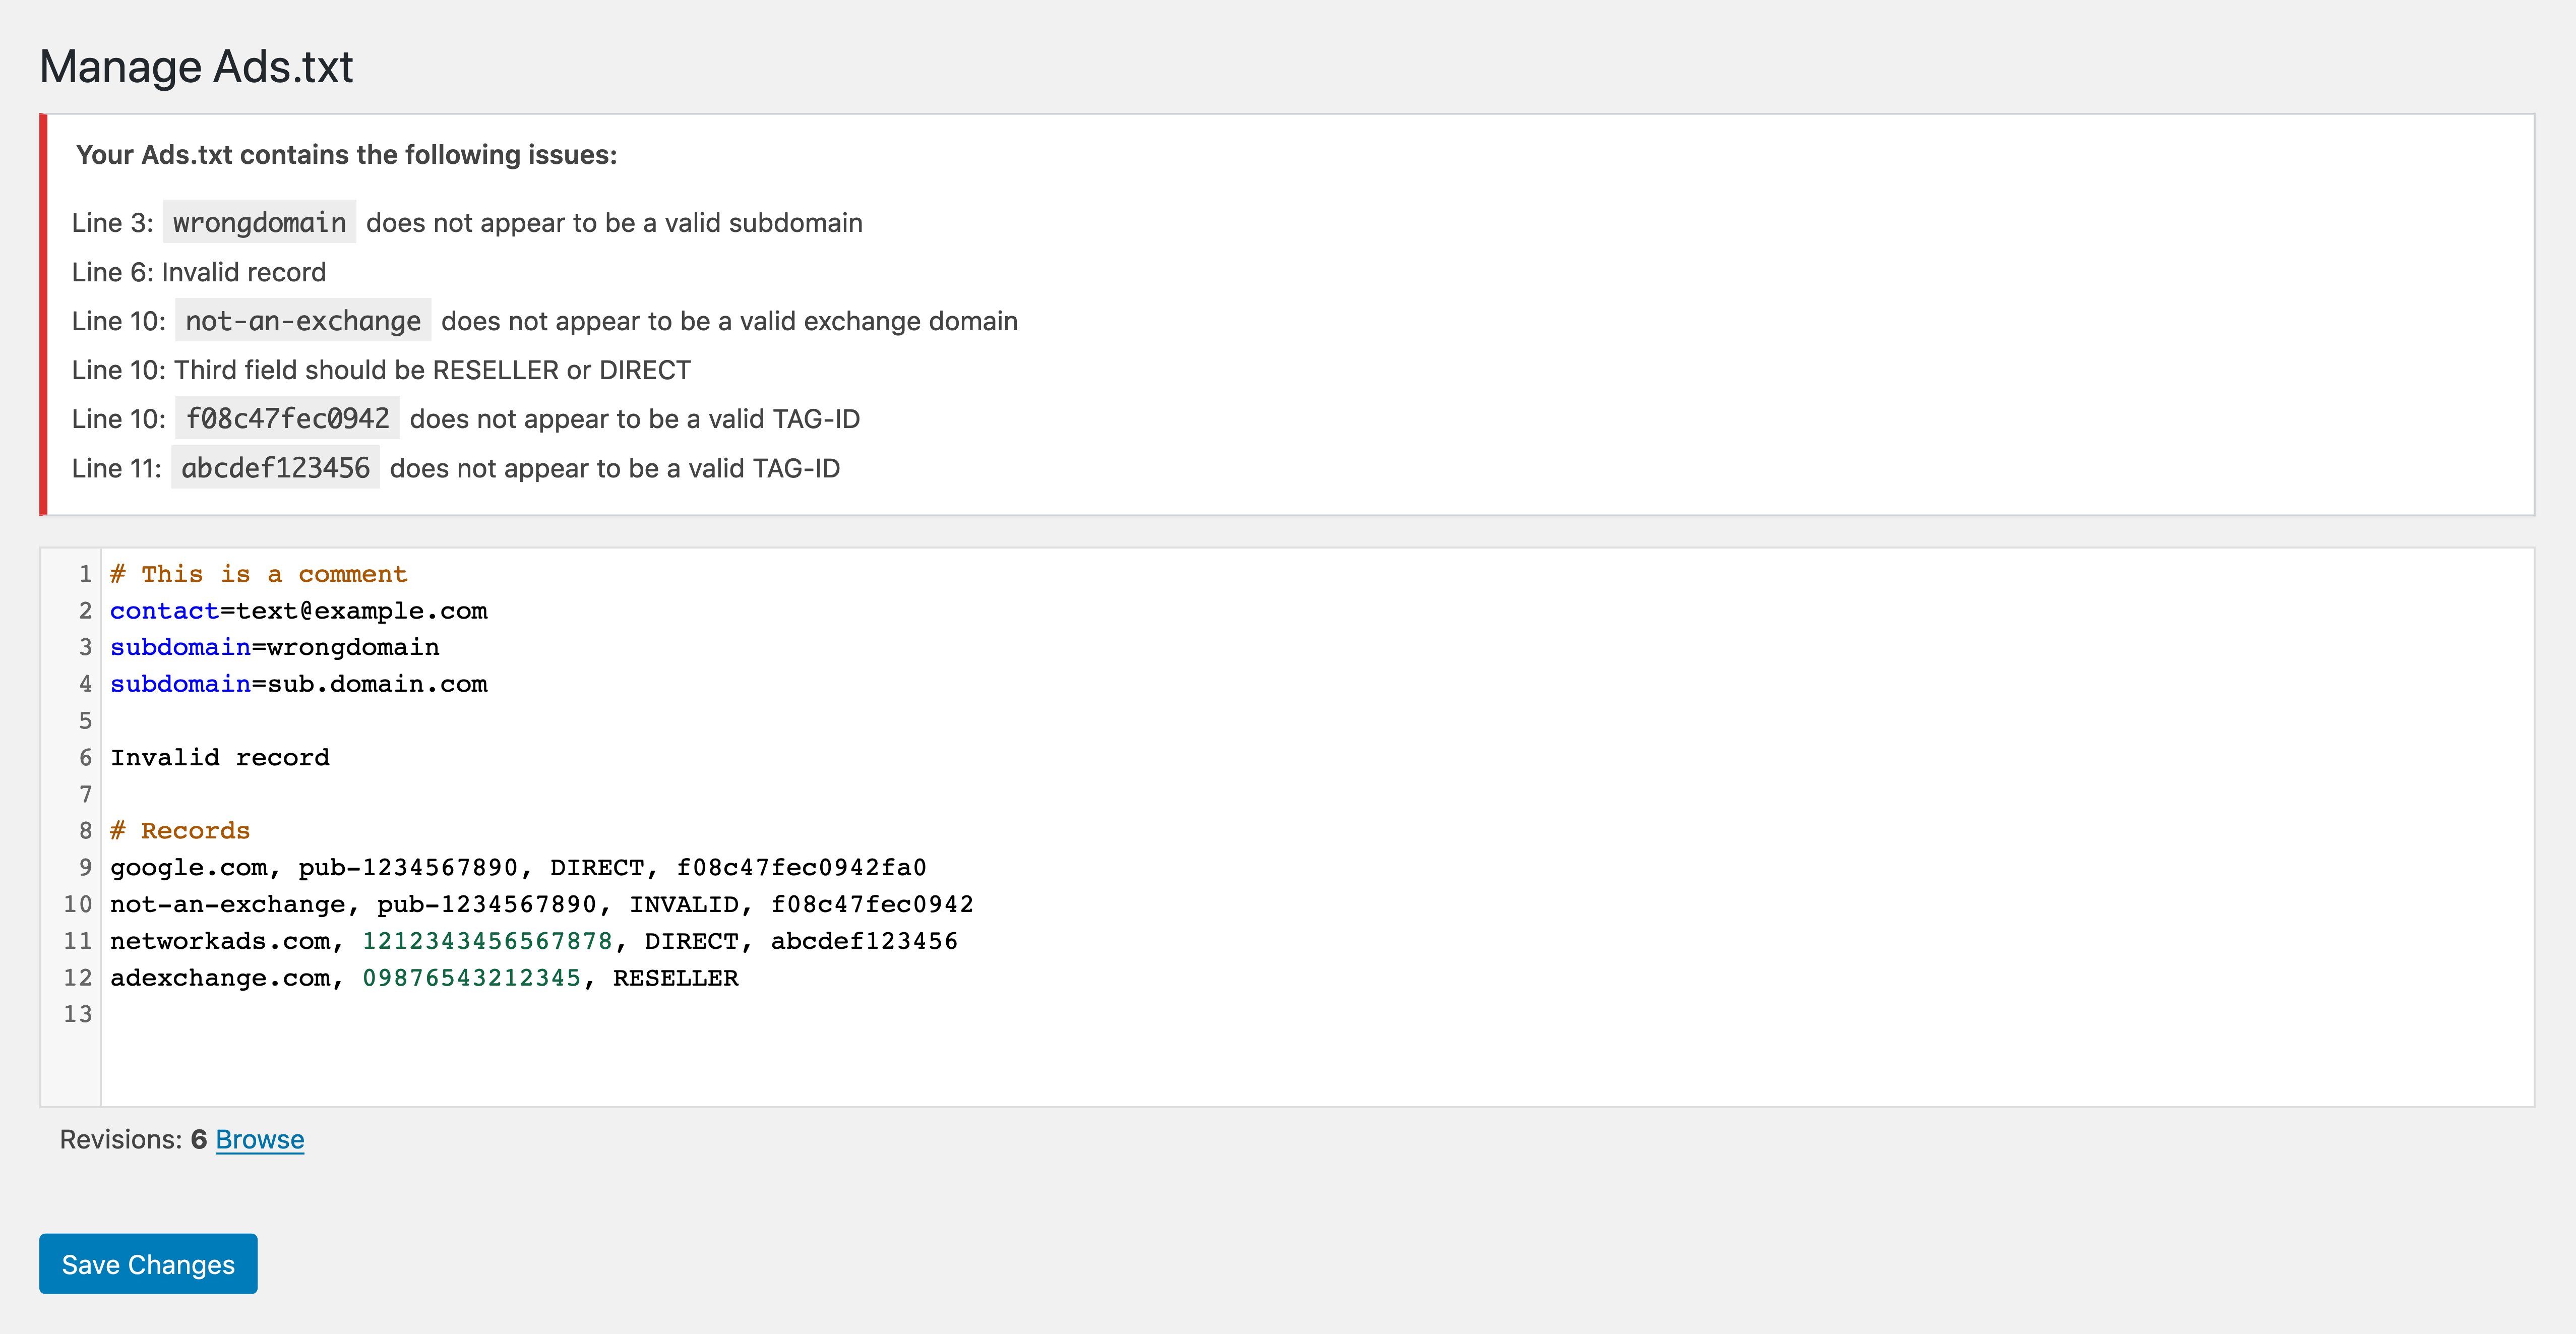 Manage Ads.txt
Your Ads.txt contains the following issues:
Line 3: wrongdomain does not appear to be a valid subdomain
Line 6: Invalid record
Line 10: not-an-exchange does not appear to be a valid exchange domain
Line 10: Third field should be RESELLER or DIRECT
Line 10: f08c47fec0942 does not appear to be a valid TAG-ID
Line 11: abcdef123456 does not appear to be a valid TAG-ID
1 # This is a comment
2 contact=text@example.com
3 subdomain=wrongdomain
4 subdomain=sub.domain.com
5
6 Invalid record
7
8 # Records
9 google.com, pub-1234567890, DIRECT, f08c47fec0942fa0
10 not-an-exchange, pub-1234567890, INVALID, f08c47fec0942
11 networkads.com, 1212343456567878, DIRECT, abcdef123456
12 adexchange.com, 09876543212345, RESELLER
13
Revisions: 6 Browse
Save Changes